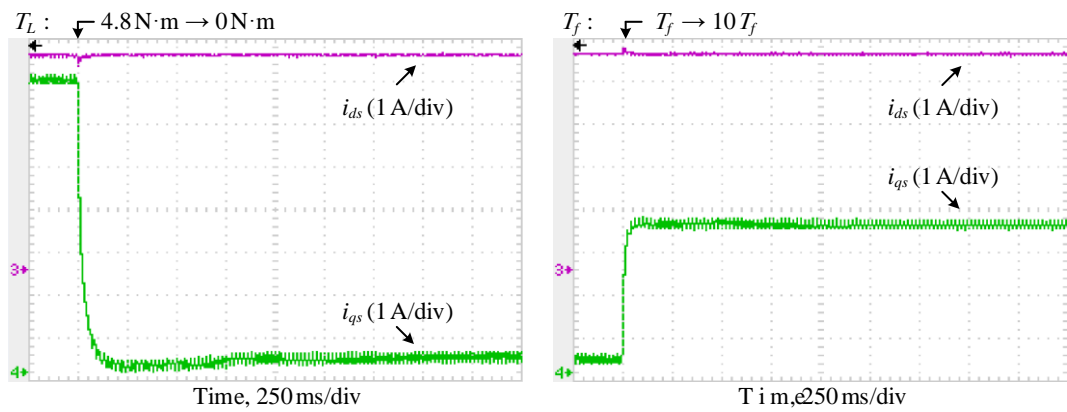 T_L : 4.8 N·m → 0 N·m
i_ds (1 A/div)
3
i_qs (1 A/div)
4
Time, 250 ms/div
T_f : T_f → 10 T_f
i_ds (1 A/div)
i_qs (1 A/div)
3
4
T i m,e250 ms/div